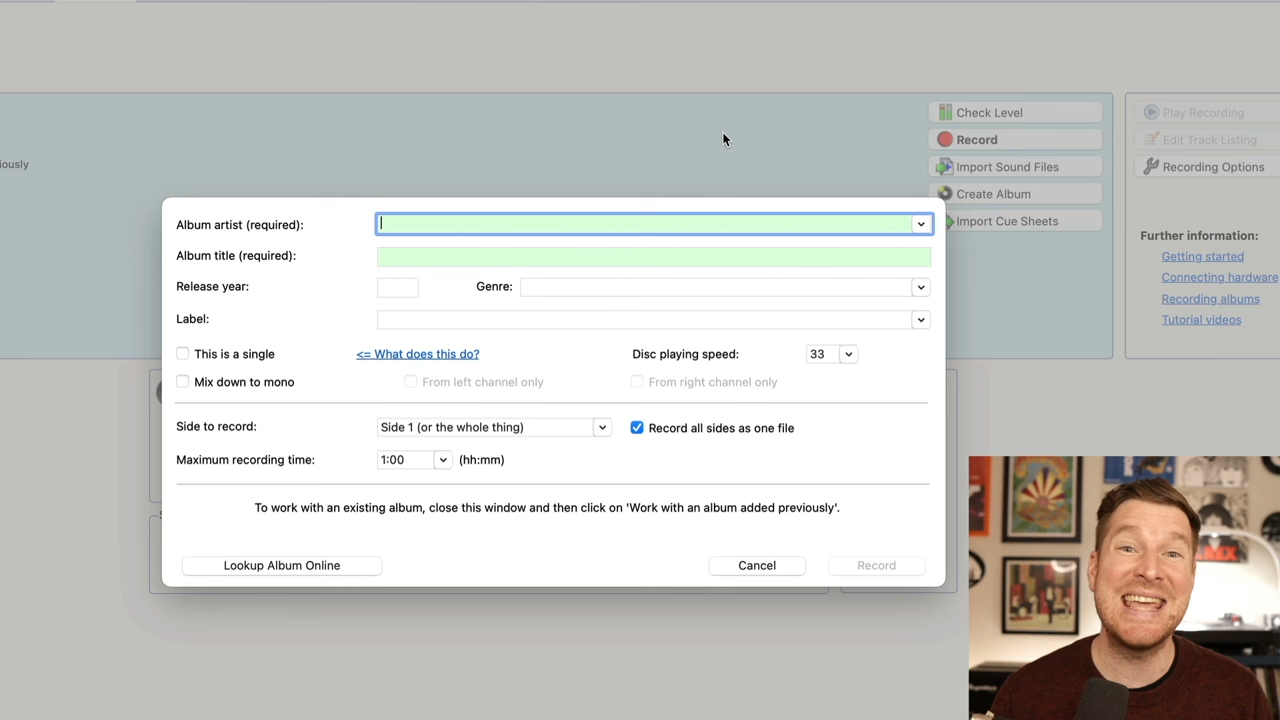 iously
Check Level
Record
Import Sound Files
Create Album
Import Cue Sheets
Play Recording
Edit Track Listing
Recording Options
Further information:
Getting started
Connecting hardware
Recording albums
Tutorial videos
Album artist (required):
Album title (required):
Release year:
Genre:
Label:
This is a single
<= What does this do?
Disc playing speed:
33
Mix down to mono
From left channel only
From right channel only
Side to record:
Side 1 (or the whole thing)
Record all sides as one file
Maximum recording time:
1:00
(hh:mm)
To work with an existing album, close this window and then click on 'Work with an album added previously'.
Lookup Album Online
Cancel
Record